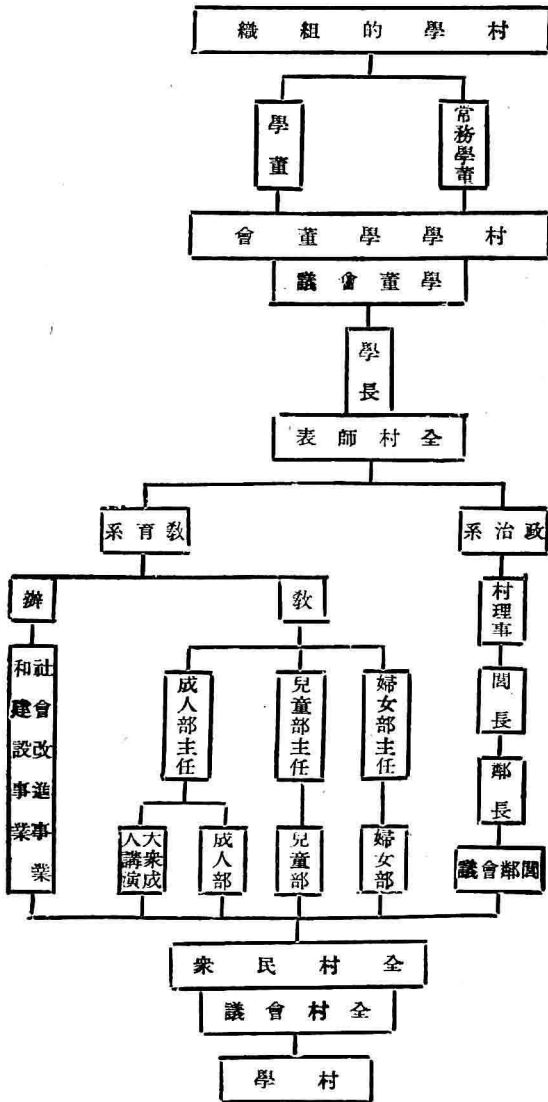 村學的組織
常務學董
學董
村學學董會
學董會議
學長
全村師表
政治系
教育系
村理事
閭長
鄰長
閭鄰會議
教
辦
婦女部主任
兒童部主任
成人部主任
婦女部
兒童部
成人部
大衆成
人講演
社會改進事業
和建設事業
全村民衆
全村會議
村學